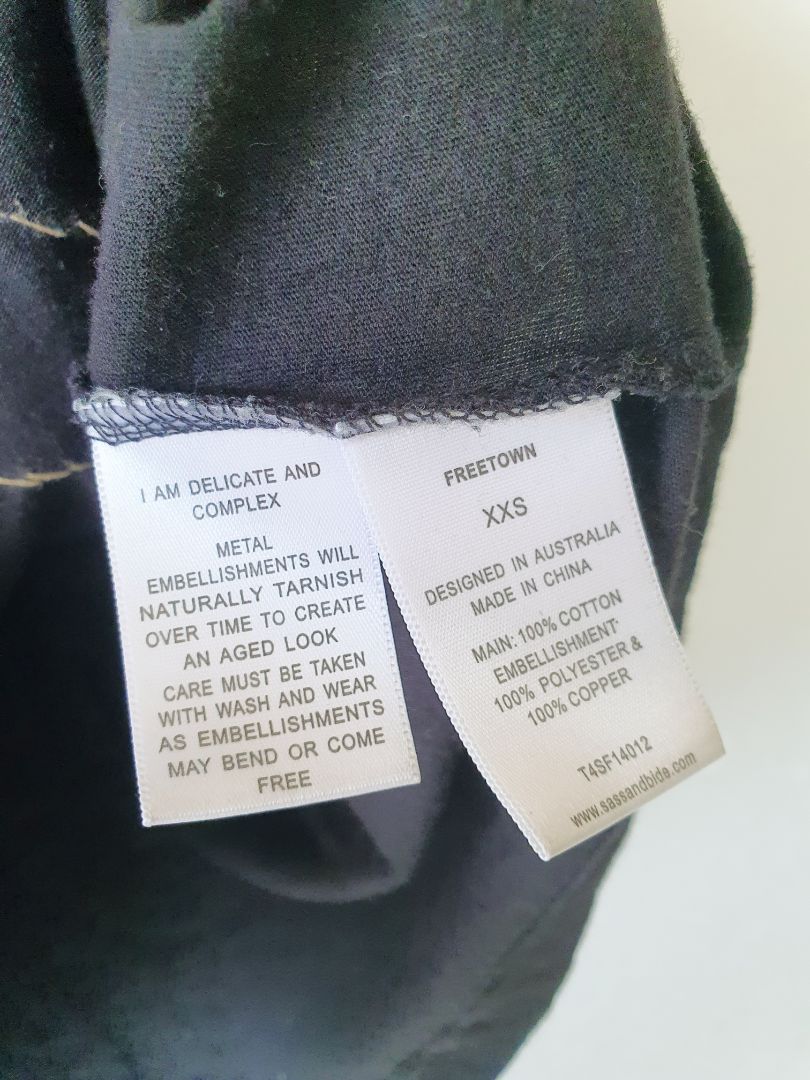 I AM DELICATE AND
COMPLEX
METAL
EMBELLISHMENTS WILL
NATURALLY TARNISH
OVER TIME TO CREATE
AN AGED LOOK
CARE MUST BE TAKEN
WITH WASH AND WEAR
AS EMBELLISHMENTS
MAY BEND OR COME
FREE
FREETOWN
XXS
DESIGNED IN AUSTRALIA
MADE IN CHINA
MAIN: 100% COTTON
EMBELLISHMENT:
100% POLYESTER &
100% COPPER
T4SF14012
www.sassandbide.com